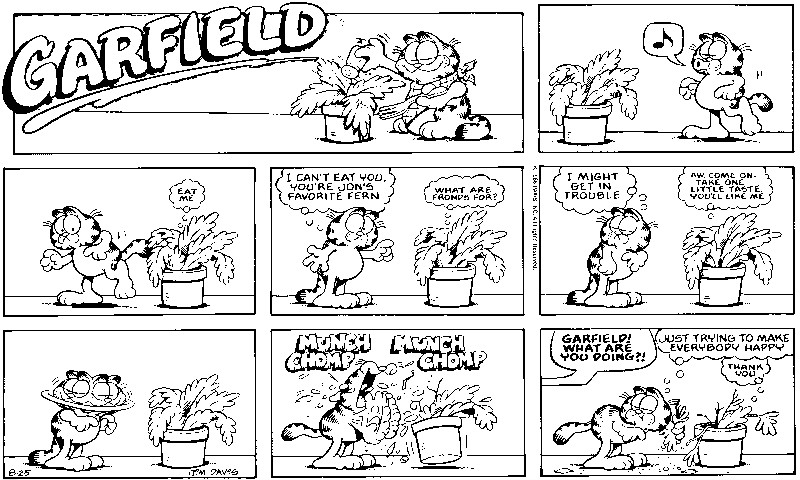 GARFIELD
EAT
ME
I CAN'T EAT YOU.
YOU'RE JON'S
FAVORITE FERN
WHAT ARE
FRONDS FOR?
I MIGHT
GET IN
TROUBLE
AW, COME ON.
TAKE ONE
LITTLE TASTE.
YOU'LL LIKE ME
8-25
JIM DAVIS
MUNCH
CHOMP
MUNCH
CHOMP
GARFIELD!
WHAT ARE
YOU DOING?!
JUST TRYING TO MAKE
EVERYBODY HAPPY
THANK
YOU